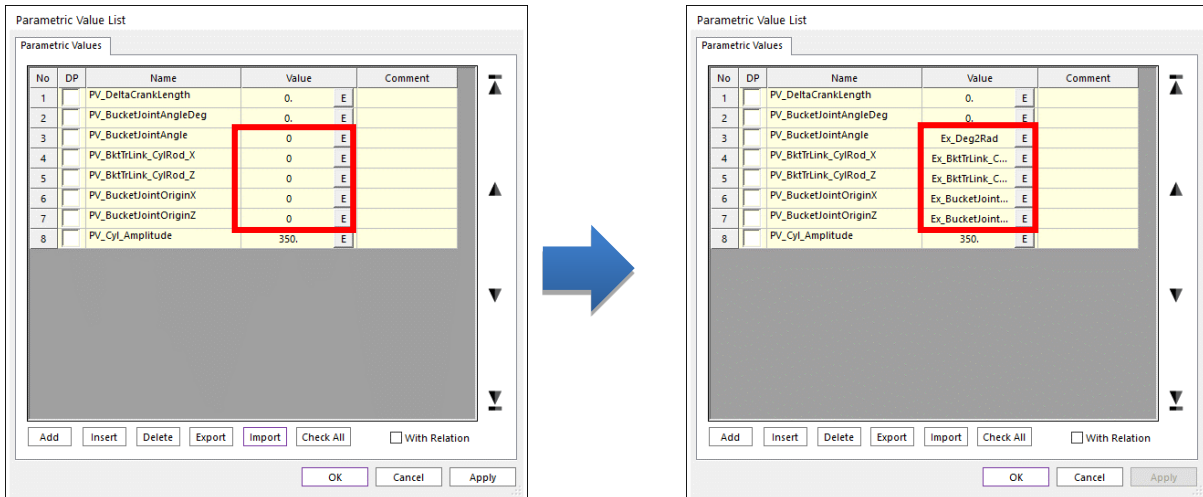 Parametric Value List
Parametric Values
No DP Name Value Comment
1 PV_DeltaCrankLength 0. E
2 PV_BucketJointAngleDeg 0. E
3 PV_BucketJointAngle 0 E
4 PV_BktTrLink_CylRod_X 0 E
5 PV_BktTrLink_CylRod_Z 0 E
6 PV_BucketJointOriginX 0 E
7 PV_BucketJointOriginZ 0 E
8 PV_Cyl_Amplitude 350. E
Add Insert Delete Export Import Check All With Relation
OK Cancel Apply
Parametric Value List
Parametric Values
No DP Name Value Comment
1 PV_DeltaCrankLength 0. E
2 PV_BucketJointAngleDeg 0. E
3 PV_BucketJointAngle Ex_Deg2Rad E
4 PV_BktTrLink_CylRod_X Ex_BktTrLink_C... E
5 PV_BktTrLink_CylRod_Z Ex_BktTrLink_C... E
6 PV_BucketJointOriginX Ex_BucketJoint... E
7 PV_BucketJointOriginZ Ex_BucketJoint... E
8 PV_Cyl_Amplitude 350. E
Add Insert Delete Export Import Check All With Relation
OK Cancel Apply